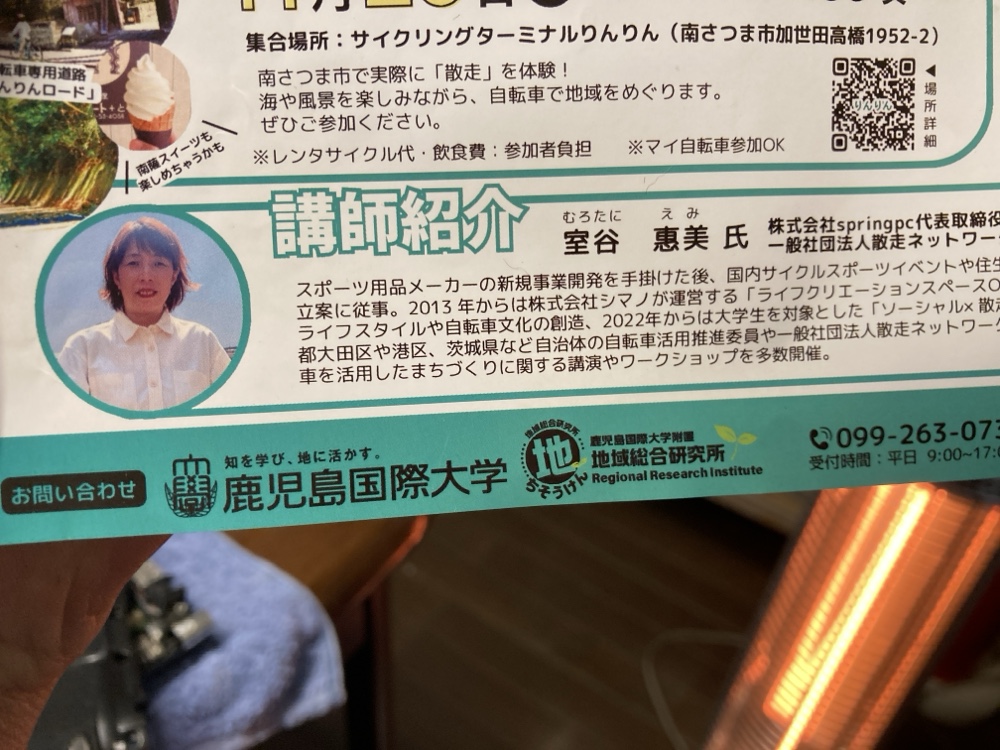 集合場所：サイクリングターミナルりんりん（南さつま市加世田高橋1952-2）
転車専用道路
んりんロード」
南さつま市で実際に「散走」を体験！
海や風景を楽しみながら、自転車で地域をめぐります。
ぜひご参加ください。
※レンタサイクル代・飲食費：参加者負担　※マイ自転車参加OK
りんりん
◀場所詳細
南薩スイーツも
楽しめちゃうかも
講師紹介
むろたに　えみ
室谷　惠美 氏
株式会社springpc代表取締役
一般社団法人散走ネットワー
スポーツ用品メーカーの新規事業開発を手掛けた後、国内サイクルスポーツイベントや住生
立案に従事。2013年からは株式会社シマノが運営する「ライフクリエーションスペースO
ライフスタイルや自転車文化の創造、2022年からは大学生を対象とした「ソーシャル×散
都大田区や港区、茨城県など自治体の自転車活用推進委員や一般社団法人散走ネットワー
車を活用したまちづくりに関する講演やワークショップを多数開催。
お問い合わせ
知を学び、地に活かす。
鹿児島国際大学
地域総合研究所
地
ちそうけん
鹿児島国際大学附置
地域総合研究所
Regional Research Institute
099-263-073
受付時間：平日 9:00~17:0